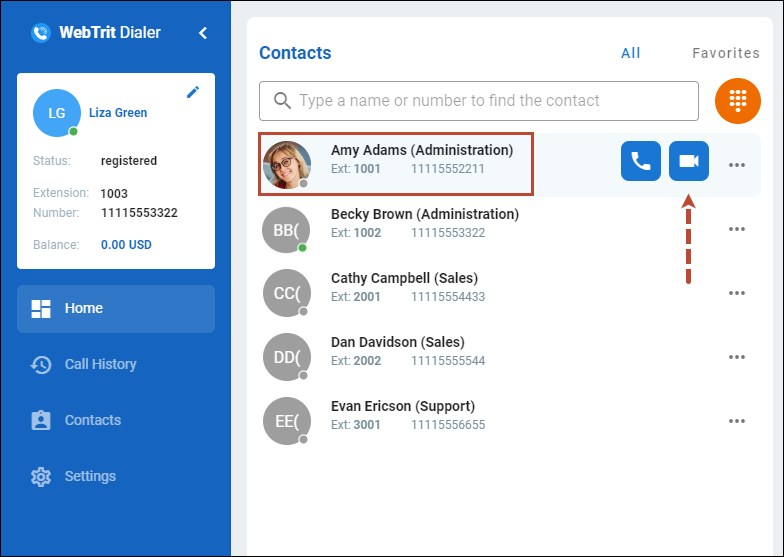 WebTrit Dialer
LG
Liza Green
Status: registered
Extension: 1003
Number: 11115553322
Balance: 0.00 USD
Home
Call History
Contacts
Settings
Contacts
All
Favorites
Type a name or number to find the contact
Amy Adams (Administration)
Ext: 1001 11115552211
BB(
Becky Brown (Administration)
Ext: 1002 11115553322
CC(
Cathy Campbell (Sales)
Ext: 2001 11115554433
DD(
Dan Davidson (Sales)
Ext: 2002 11115555544
EE(
Evan Ericson (Support)
Ext: 3001 11115556655